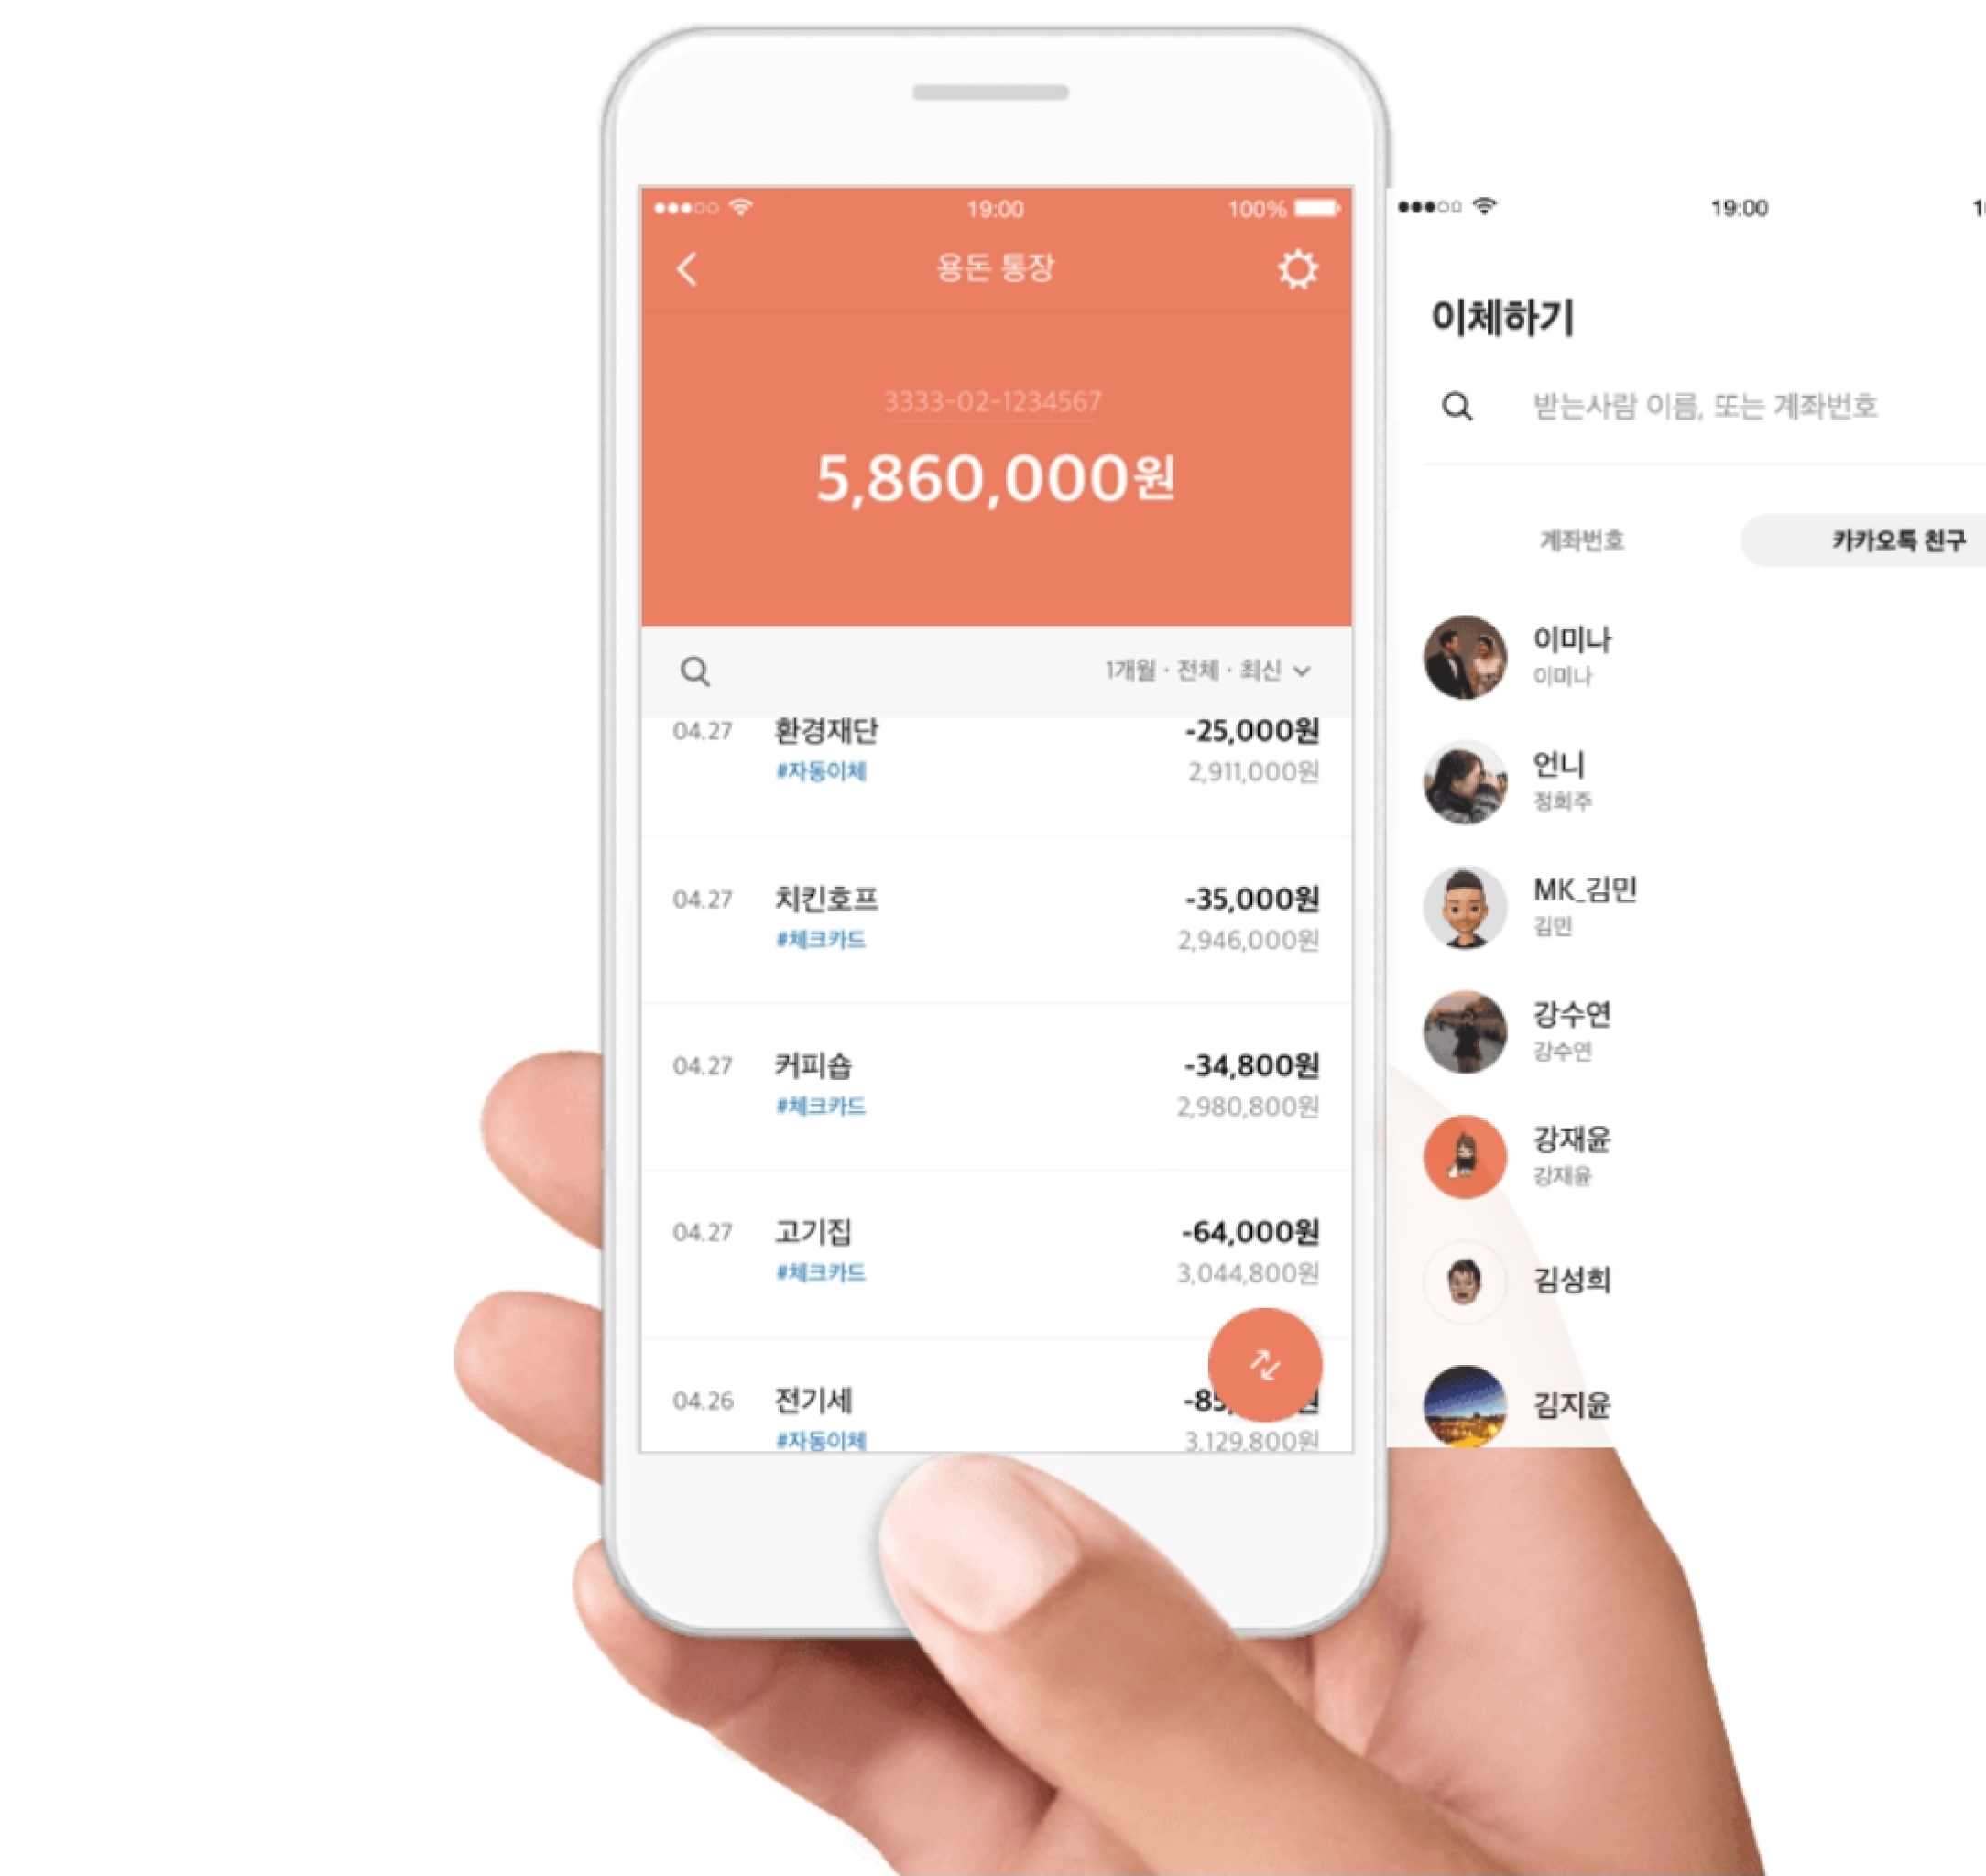 19:00
100%
용돈 통장
3333-02-1234567
5,860,000원
1개월 · 전체 · 최신
04.27 환경재단 -25,000원
#자동이체 2,911,000원
04.27 치킨호프 -35,000원
#체크카드 2,946,000원
04.27 커피숍 -34,800원
#체크카드 2,980,800원
04.27 고기집 -64,000원
#체크카드 3,044,800원
04.26 전기세
#자동이체 3,129,800원
19:00
이체하기
받는사람 이름, 또는 계좌번호
계좌번호 카카오톡 친구
이미나
이미나
언니
정희주
MK_김민
김민
강수연
강수연
강재윤
강재윤
김성희
김지윤